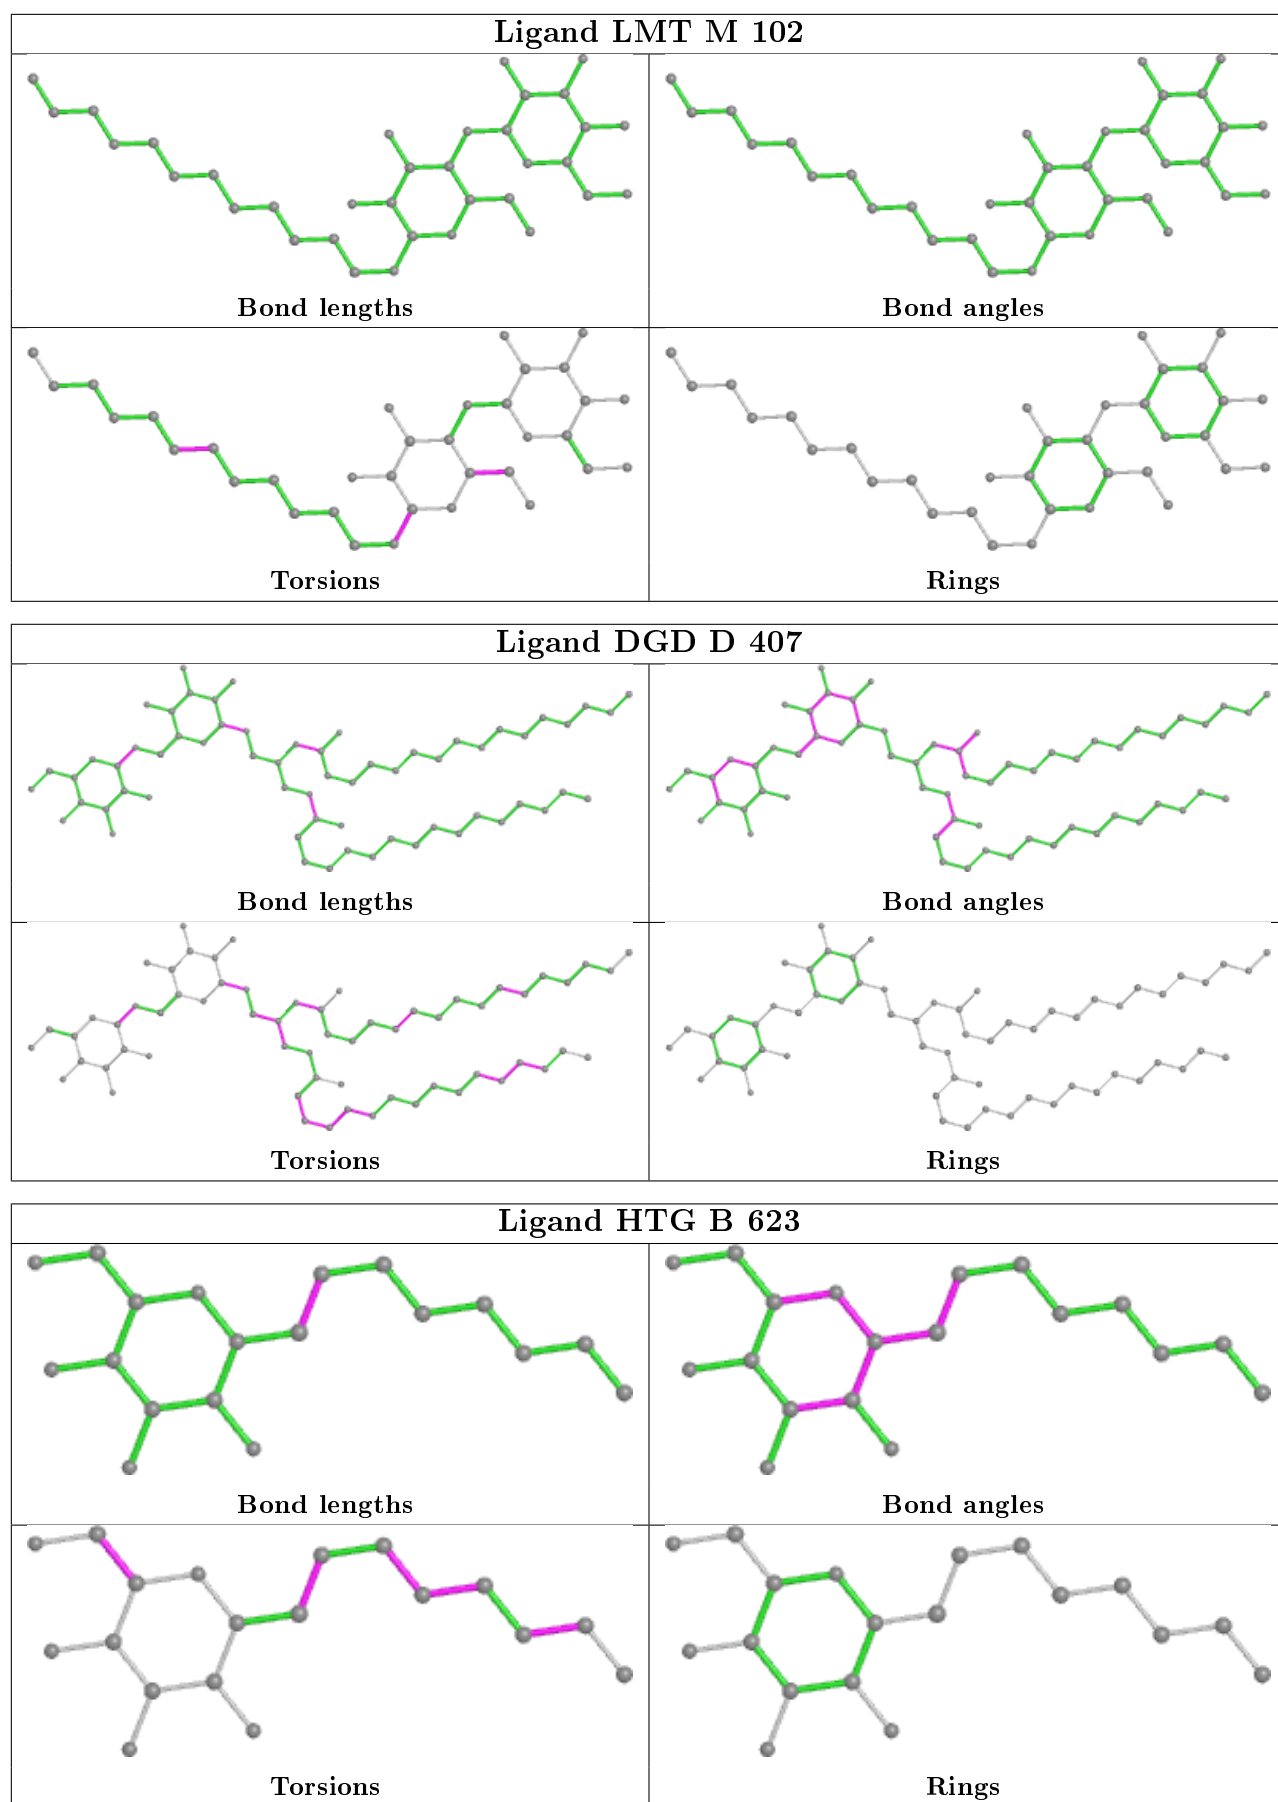 Ligand LMT M 102
Bond lengths
Bond angles
Torsions
Rings
Ligand DGD D 407
Bond lengths
Bond angles
Torsions
Rings
Ligand HTG B 623
Bond lengths
Bond angles
Torsions
Rings